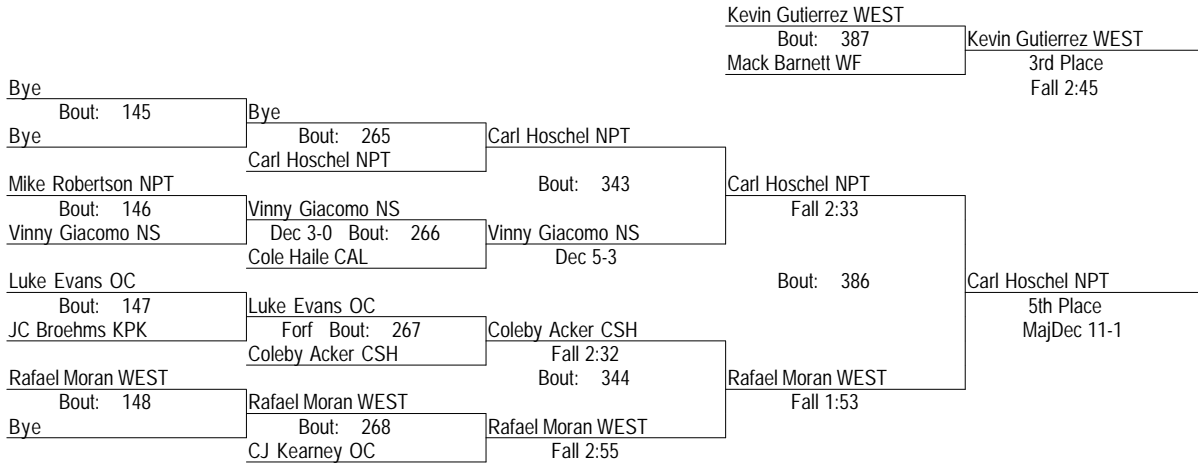 Kevin Gutierrez WEST
Bout: 387
Kevin Gutierrez WEST
Mack Barnett WF
3rd Place
Fall 2:45
Bye
Bout: 145
Bye
Bye
Bout: 265
Carl Hoschel NPT
Carl Hoschel NPT
Mike Robertson NPT
Bout: 343
Carl Hoschel NPT
Bout: 146
Vinny Giacomo NS
Fall 2:33
Vinny Giacomo NS
Dec 3-0 Bout: 266
Vinny Giacomo NS
Cole Haile CAL
Dec 5-3
Luke Evans OC
Bout: 386
Carl Hoschel NPT
Bout: 147
Luke Evans OC
5th Place
JC Broehms KPK
Forf Bout: 267
Coleby Acker CSH
MajDec 11-1
Coleby Acker CSH
Fall 2:32
Rafael Moran WEST
Bout: 344
Rafael Moran WEST
Bout: 148
Rafael Moran WEST
Fall 1:53
Bye
Bout: 268
Rafael Moran WEST
CJ Kearney OC
Fall 2:55